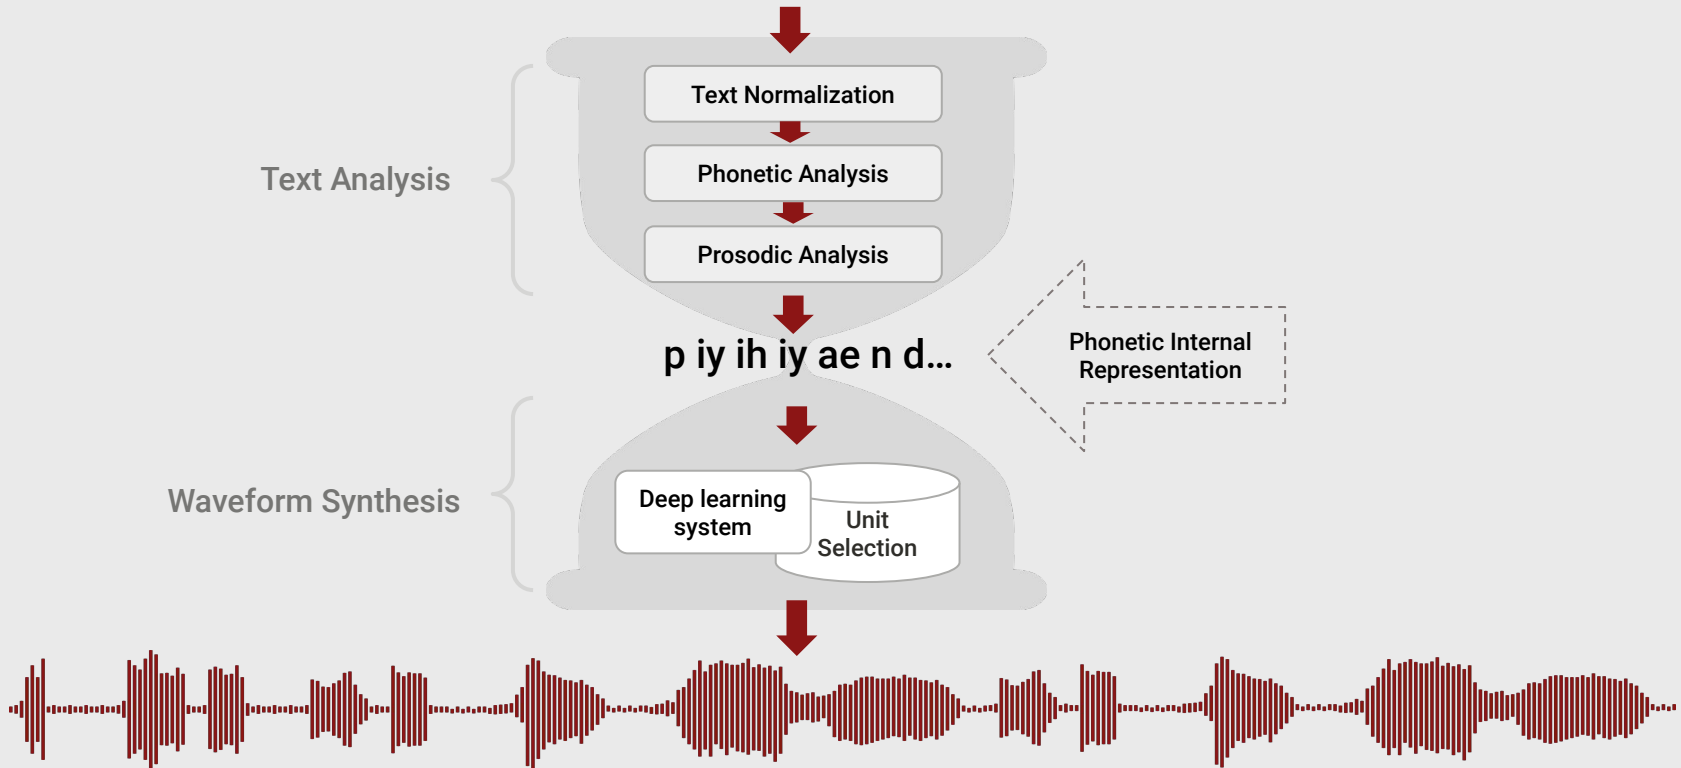 Text Normalization
Text Analysis
Phonetic Analysis
Prosodic Analysis
p iy ih iy ae n d…
Phonetic Internal
Representation
Waveform Synthesis
Deep learning
system
Unit
Selection